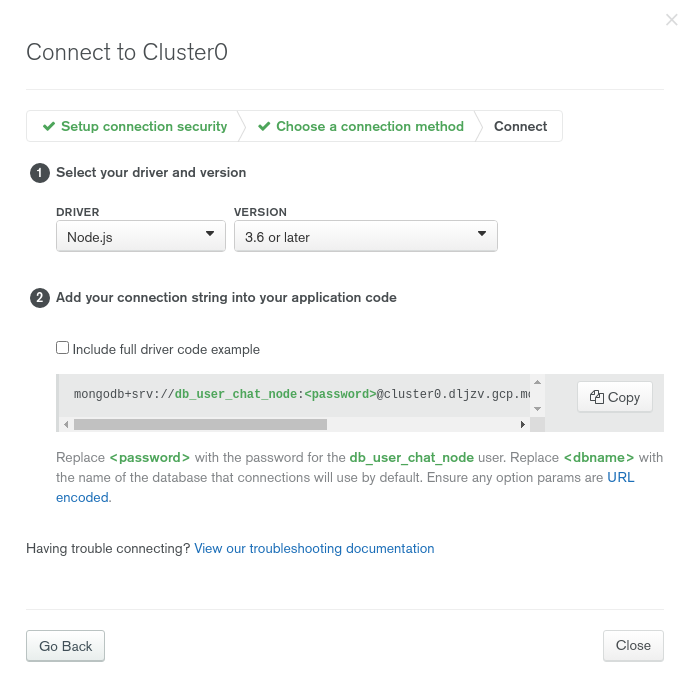 Connect to Cluster0
Setup connection security
Choose a connection method
Connect
1 Select your driver and version
DRIVER
VERSION
Node.js
3.6 or later
2 Add your connection string into your application code
Include full driver code example
mongodb+srv://db_user_chat_node:<password>@cluster0.dljzv.gcp.
Copy
Replace <password> with the password for the db_user_chat_node user. Replace <dbname> with
the name of the database that connections will use by default. Ensure any option params are URL
encoded.
Having trouble connecting? View our troubleshooting documentation
Go Back
Close